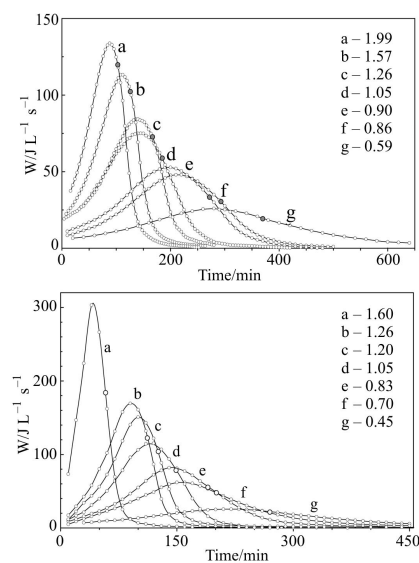 W/J L⁻¹ s⁻¹
150
100
50
0
a
b
c
d
e
f
g
a – 1.99
b – 1.57
c – 1.26
d – 1.05
e – 0.90
f – 0.86
g – 0.59
0 200 400 600
Time/min
W/J L⁻¹ s⁻¹
300
200
100
0
a
b
c
d
e
f
g
a – 1.60
b – 1.26
c – 1.20
d – 1.05
e – 0.83
f – 0.70
g – 0.45
0 150 300 450
Time/min